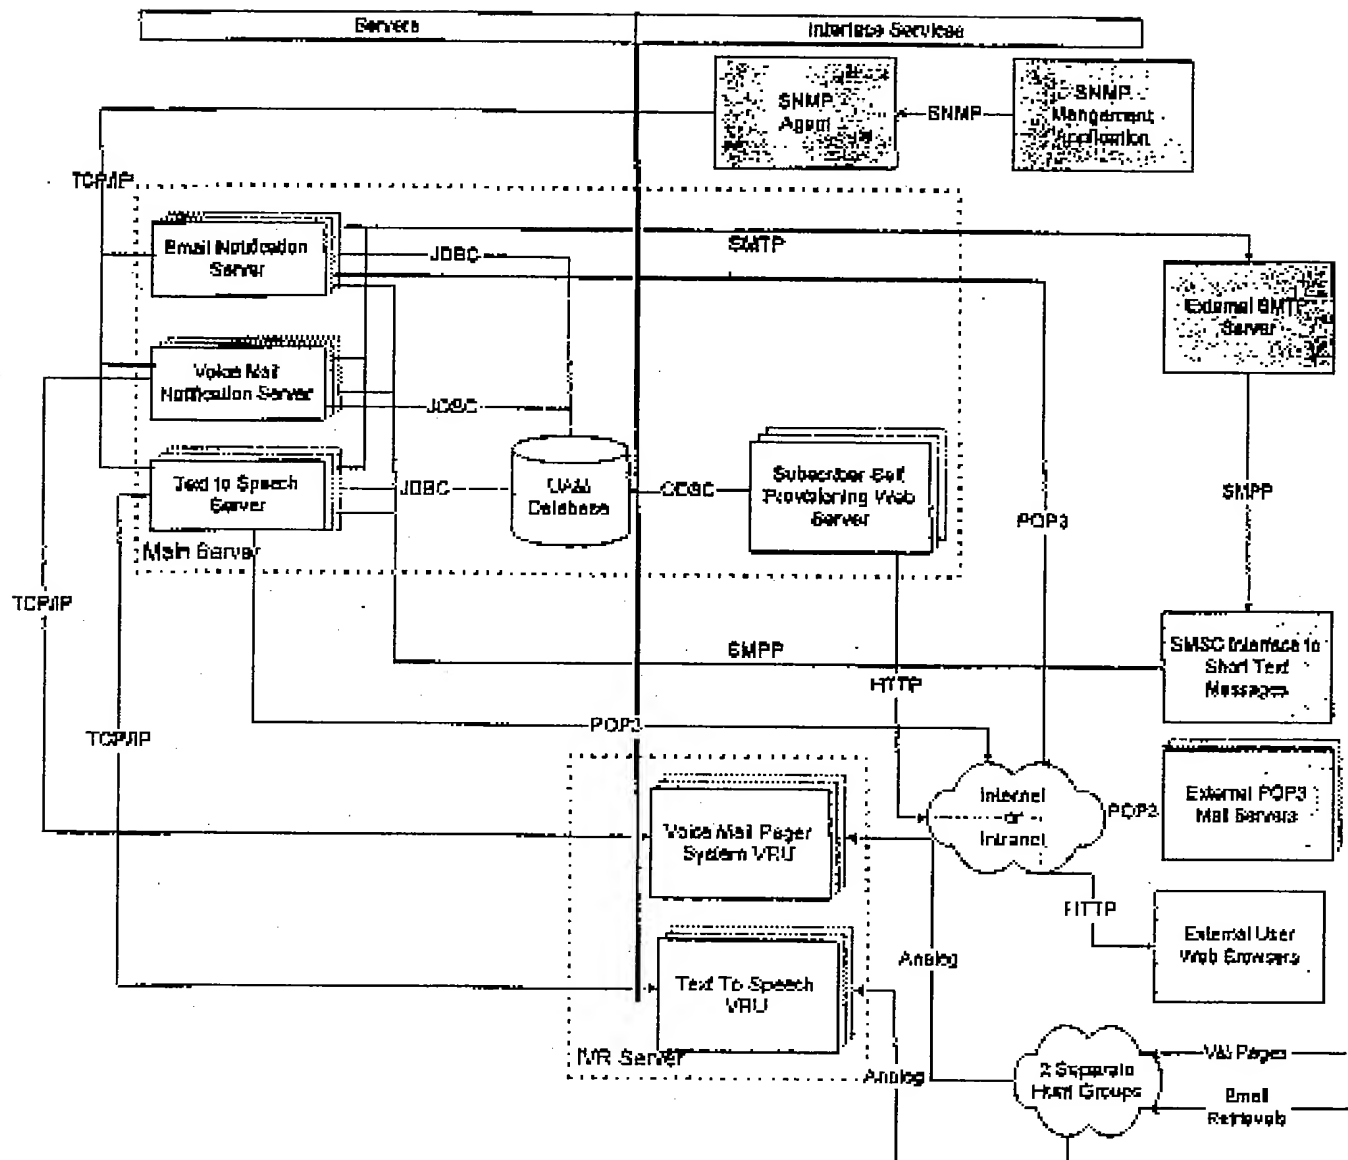 Servers
Interface Services
SNMP
Agent
SNMP
SNMP
Mangement
Application
TCP/IP
Email Notification
Server
JDBC
SMTP
External SMTP
Server
Voice Mail
Notification Server
JDBC
Text to Speech
Server
JDBC
Database
ODBC
Subscriber Self
Provisioning Web
Server
POP3
SMPP
Main Server
TCP/IP
SMPP
HTTP
SMSC Interface to
Short Text
Messages
TCP/IP
POP3
Voice Mail Pager
System VRU
Internet
or
Intranet
POP3
External POP3
Mail Servers
HTTP
External User
Web Browsers
Analog
Text To Speech
VRU
IVR Server
Analog
2 Separate
Hunt Groups
VM Pages
Email
Retrievals